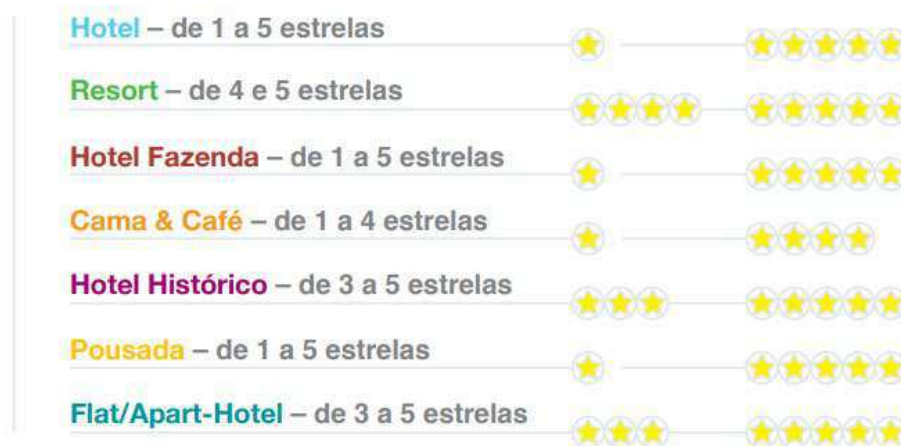 Hotel – de 1 a 5 estrelas
Resort – de 4 e 5 estrelas
Hotel Fazenda – de 1 a 5 estrelas
Cama & Café – de 1 a 4 estrelas
Hotel Histórico – de 3 a 5 estrelas
Pousada – de 1 a 5 estrelas
Flat/Apart-Hotel – de 3 a 5 estrelas